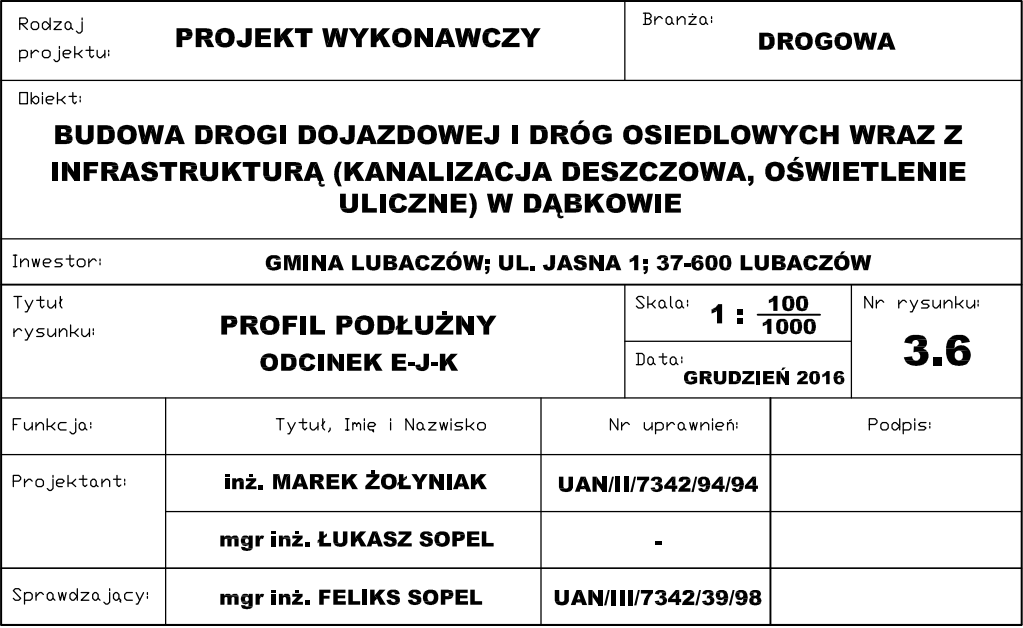 Rodzaj projektu:
PROJEKT WYKONAWCZY
Branża:
DROGOWA
Obiekt:
BUDOWA DROGI DOJAZDOWEJ I DRÓG OSIEDLOWYCH WRAZ Z
INFRASTRUKTURĄ (KANALIZACJA DESZCZOWA, OŚWIETLENIE
ULICZNE) W DĄBKOWIE
Inwestor:
GMINA LUBACZÓW; UL. JASNA 1; 37-600 LUBACZÓW
Tytuł rysunku:
PROFIL PODŁUŻNY
ODCINEK E-J-K
Skala:
1 : 100/1000
Data:
GRUDZIEŃ 2016
Nr rysunku:
3.6
Funkcja:
Tytuł, Imię i Nazwisko
Nr uprawnień:
Podpis:
Projektant:
inż. MAREK ŻOŁYNIAK
UAN/II/7342/94/94
mgr inż. ŁUKASZ SOPEL
-
Sprawdzający:
mgr inż. FELIKS SOPEL
UAN/III/7342/39/98